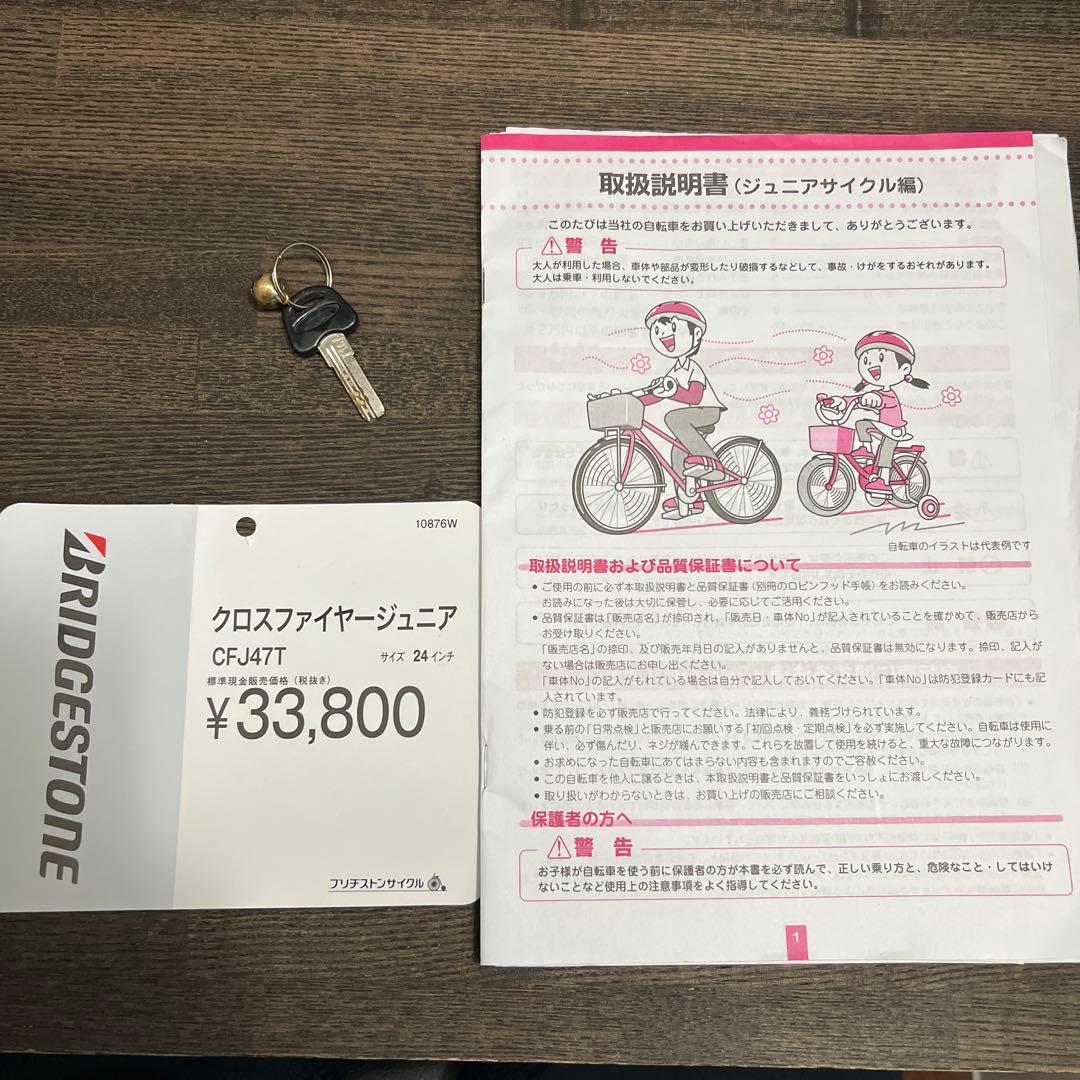 BRIDGESTONE
10876W
クロスファイヤージュニア
CFJ47T サイズ 24インチ
標準現金販売価格(税抜き)
¥33,800
ブリヂストンサイクル
取扱説明書(ジュニアサイクル編)
このたびは当社の自転車をお買い上げいただきまして、ありがとうございます。
警 告
大人が利用した場合、車体や部品が変形したり破損するなどして、事故・けがをするおそれがあります。
大人は乗車・利用しないでください。
自転車のイラストは代表例です
取扱説明書および品質保証書について
• ご使用の前に必ず本取扱説明書と品質保証書(別冊のロビンフッド手帳)をお読みください。
お読みになった後は大切に保管し、必要に応じてご活用ください。
• 品質保証書は「販売店名」が捺印され、「販売日・車体No」が記入されていることを確かめて、販売店から
お受け取りください。
「販売店名」の捺印、及び販売年月日の記入がありませんと、品質保証書は無効になります。捺印、記入が
ない場合は販売店にお申し出ください。
「車体No」の記入がもれている場合は自分で記入しておいてください。「車体No」は防犯登録カードにも記
入されています。
• 防犯登録を必ず販売店で行ってください。法律により、義務づけられています。
• 乗る前の「日常点検」と販売店にお願いする「初回点検・定期点検」を必ず実施してください。自転車は使用に
伴い、必ず傷んだり、ネジが緩んできます。これらを放置して使用を続けると、重大な故障につながります。
• お求めになった自転車にあてはまらない内容も含まれますのでご容赦ください。
• この自転車を他人に譲るときは、本取扱説明書と品質保証書をいっしょにお渡しください。
• 取り扱いがわからないときは、お買い上げの販売店にご相談ください。
保護者の方へ
警 告
お子様が自転車を使う前に保護者の方が本書を必ず読んで、正しい乗り方と、危険なこと・してはいけ
ないことなど使用上の注意事項をよく指導してください。
1